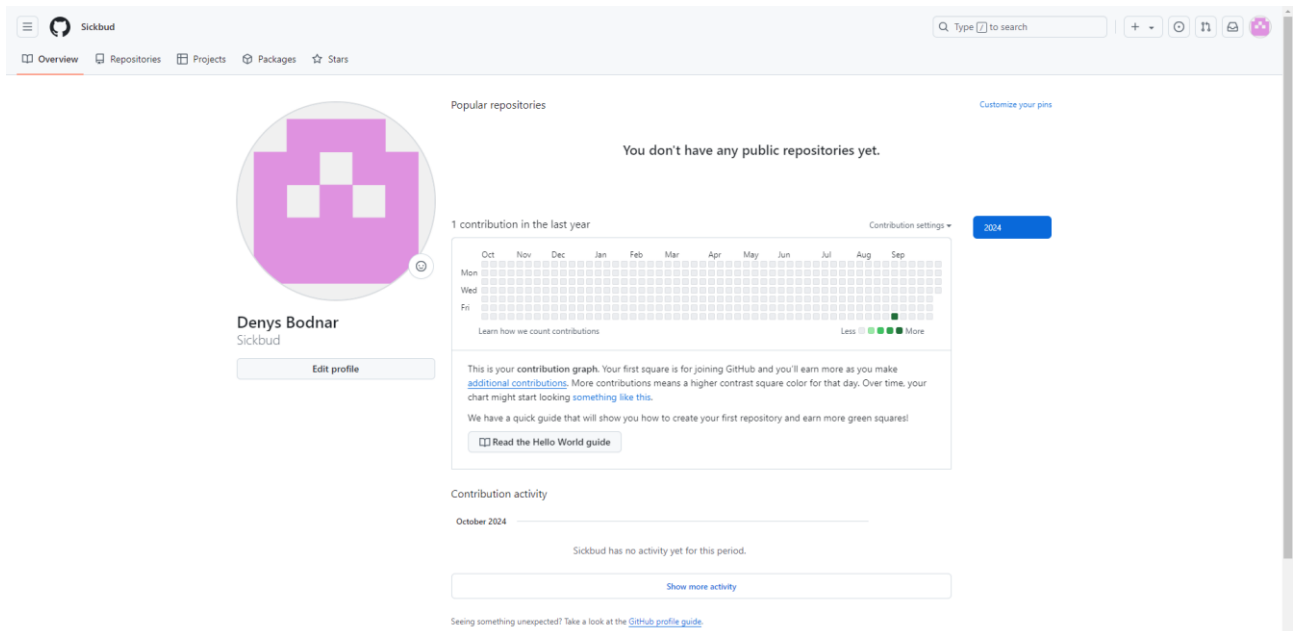 Sickbud
Type / to search
Overview
Repositories
Projects
Packages
Stars
Popular repositories
Customize your pins
You don't have any public repositories yet.
1 contribution in the last year
Contribution settings
2024
Oct Nov Dec Jan Feb Mar Apr May Jun Jul Aug Sep
Mon
Wed
Fri
Learn how we count contributions
Less More
Denys Bodnar
Sickbud
Edit profile
This is your contribution graph. Your first square is for joining GitHub and you'll earn more as you make
additional contributions. More contributions means a higher contrast square color for that day. Over time, your
chart might start looking something like this.
We have a quick guide that will show you how to create your first repository and earn more green squares!
Read the Hello World guide
Contribution activity
October 2024
Sickbud has no activity yet for this period.
Show more activity
Seeing something unexpected? Take a look at the GitHub profile guide.